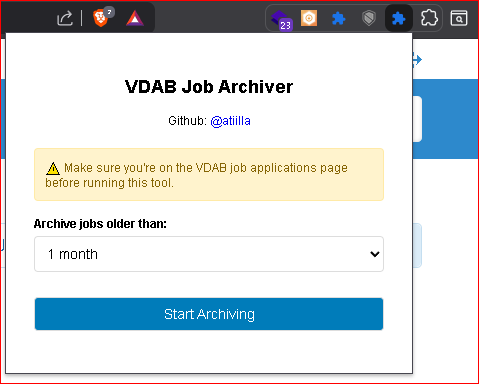 2
23
VDAB Job Archiver
Github: @atiilla
Make sure you're on the VDAB job applications page
before running this tool.
Archive jobs older than:
1 month
Start Archiving